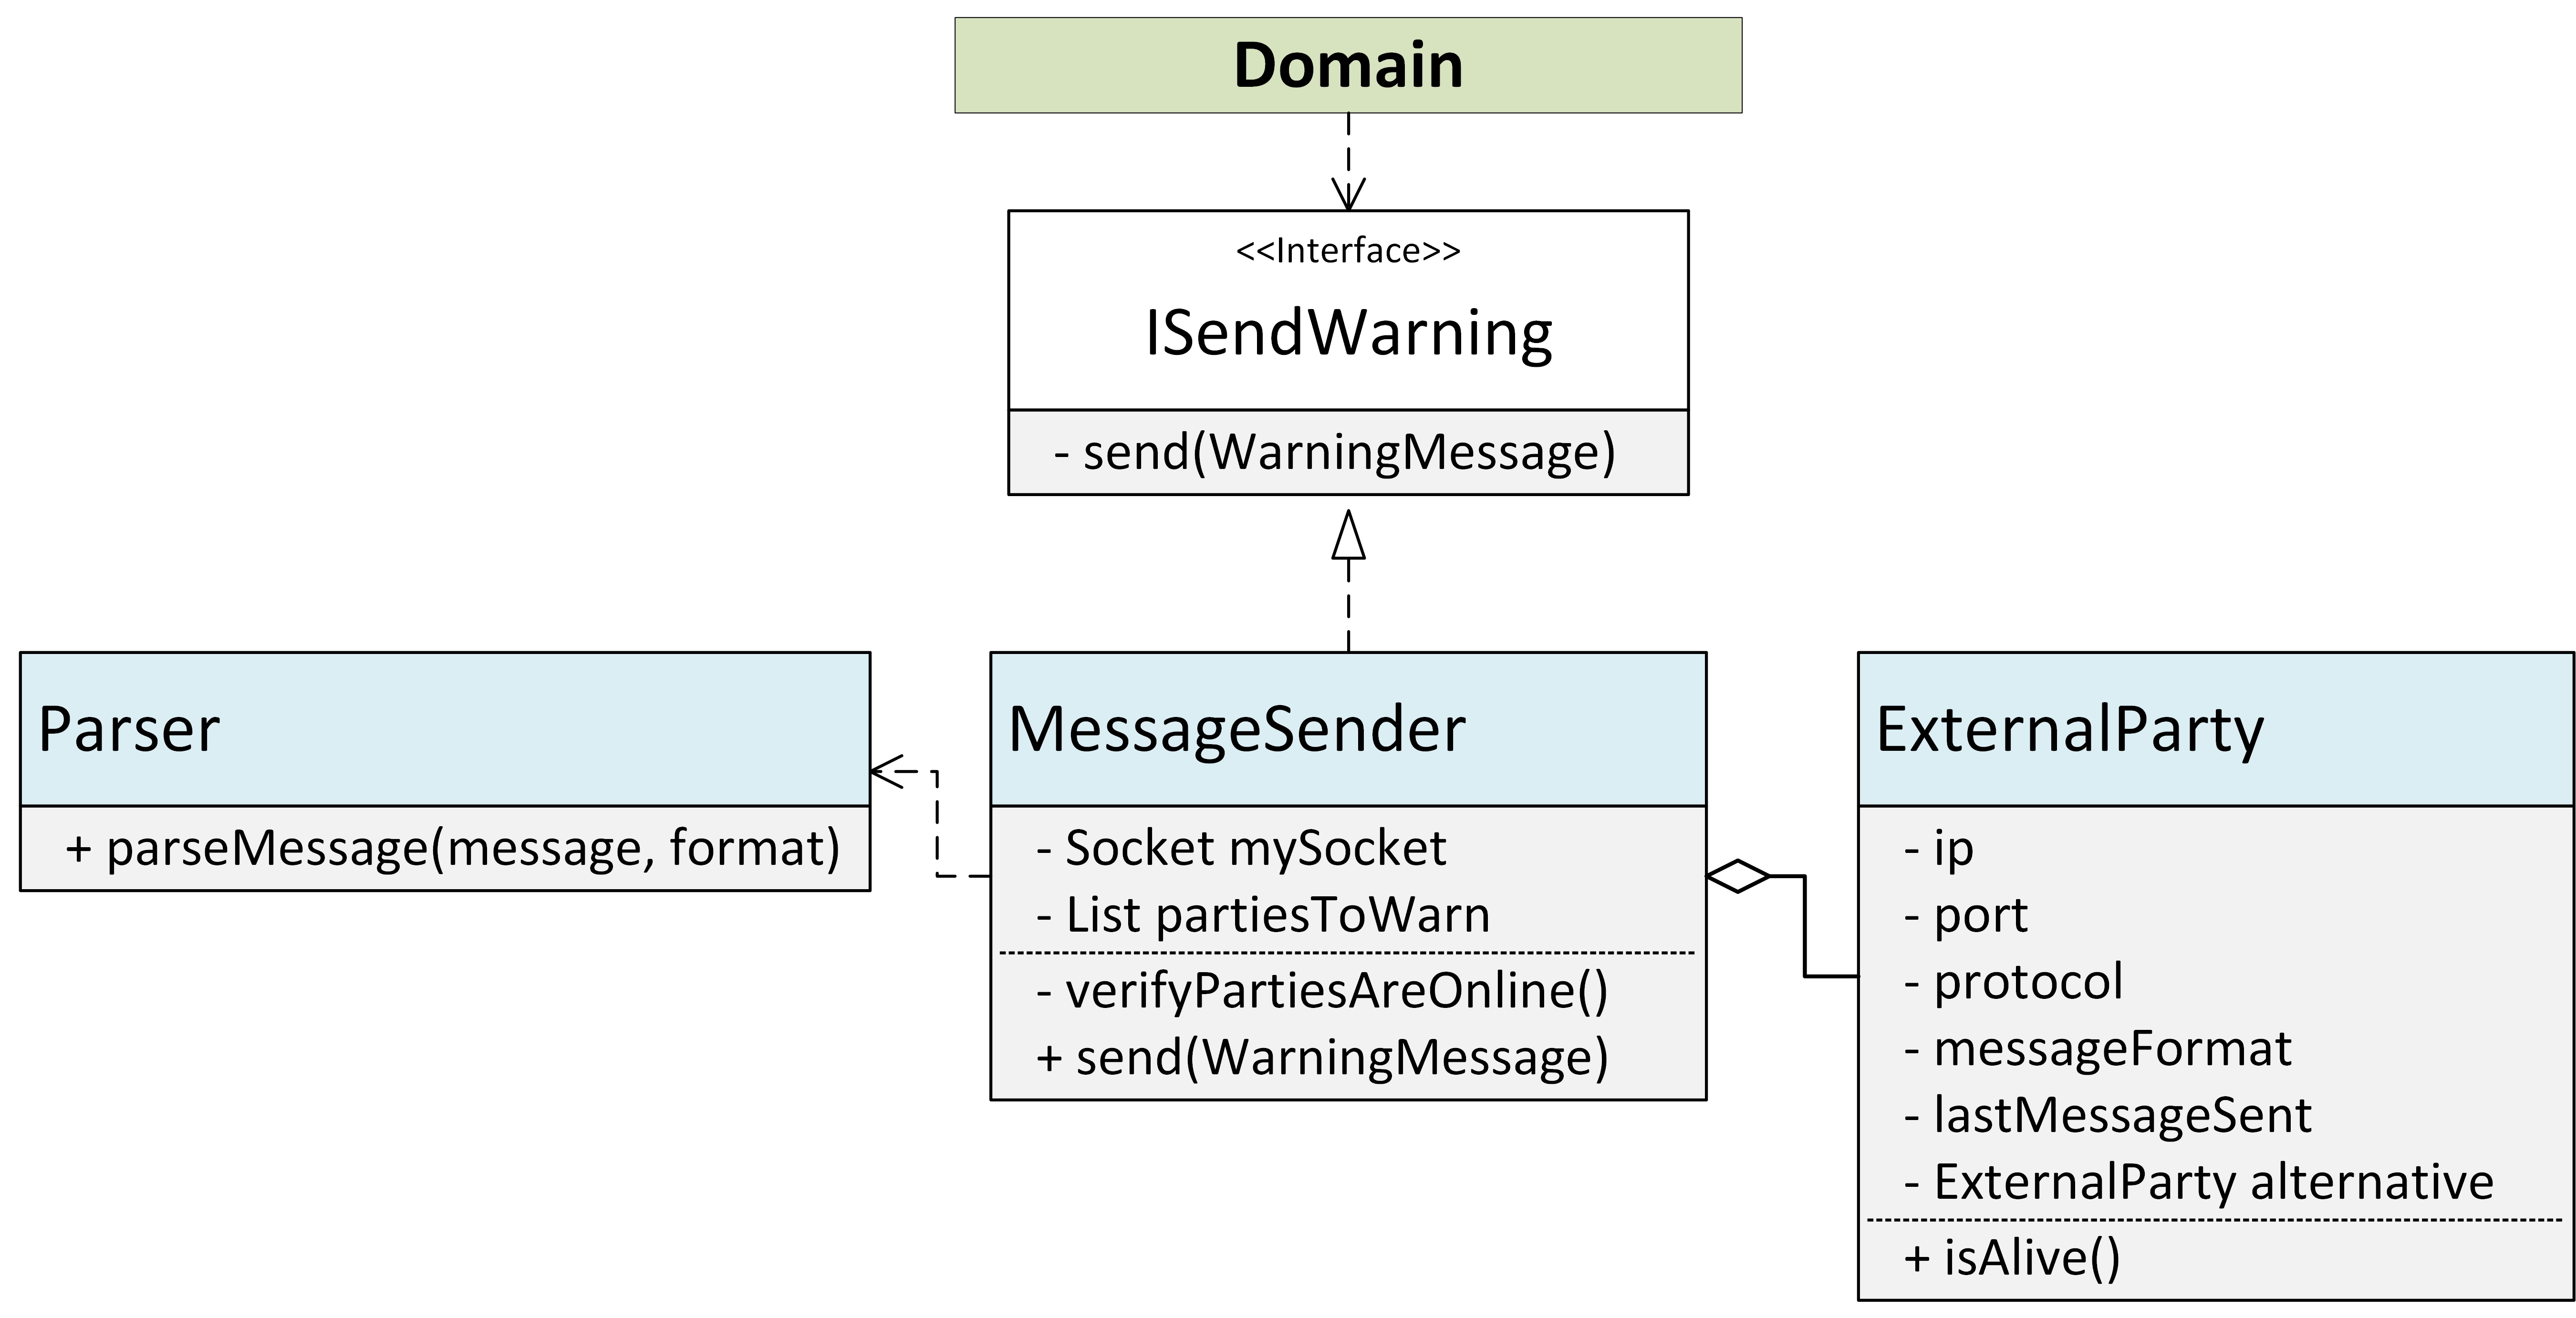 Domain
<<Interface>>
ISendWarning
- send(WarningMessage)
Parser
+ parseMessage(message, format)
MessageSender
- Socket mySocket
- List partiesToWarn
- verifyPartiesAreOnline()
+ send(WarningMessage)
ExternalParty
- ip
- port
- protocol
- messageFormat
- lastMessageSent
- ExternalParty alternative
+ isAlive()